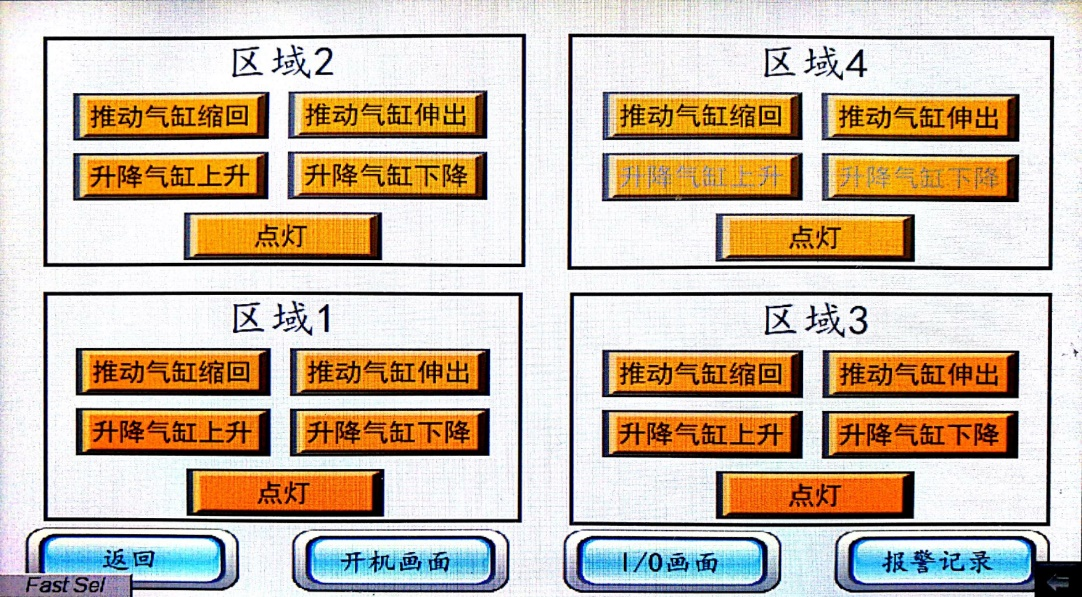 区域2
推动气缸缩回 推动气缸伸出
升降气缸上升 升降气缸下降
点灯
区域4
推动气缸缩回 推动气缸伸出
升降气缸上升 升降气缸下降
点灯
区域1
推动气缸缩回 推动气缸伸出
升降气缸上升 升降气缸下降
点灯
区域3
推动气缸缩回 推动气缸伸出
升降气缸上升 升降气缸下降
点灯
返回 开机画面 I/O画面 报警记录
Fast Sel